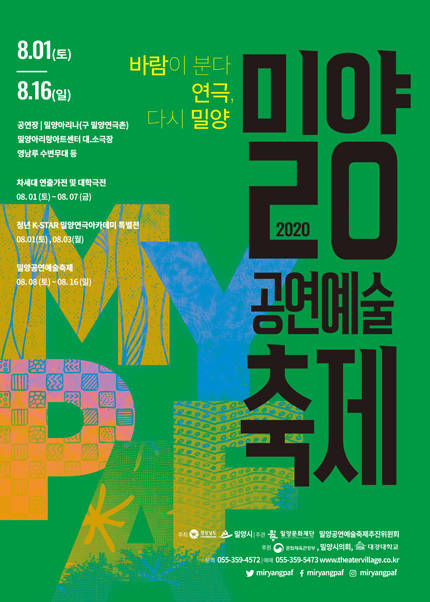 8.01(토)
8.16(일)
바람이 분다
연극,
다시 밀양
밀양
20
2020
공연예술
축제
공연장 | 밀양아리나(구 밀양연극촌)
밀양아리랑아트센터 대.소극장
영남루 수변무대 등
차세대 연출가전 및 대학극전
08. 01 (토) ~ 08. 07 (금)
청년 K-STAR 밀양연극아카데미 특별전
08.01(토) , 08.03(월)
밀양공연예술축제
08. 08 (토) ~ 08. 16 (일)
MY
P
AF
주최 경상남도 밀양시 | 주관 밀양문화재단 밀양공연예술축제추진위원회
후원 문화체육관광부 , 밀양시의회, 대경대학교
문의 055-359-4572 | 예매 055-359-5473 www.theatervillage.co.kr
miryangpaf miryangpaf miryangpaf